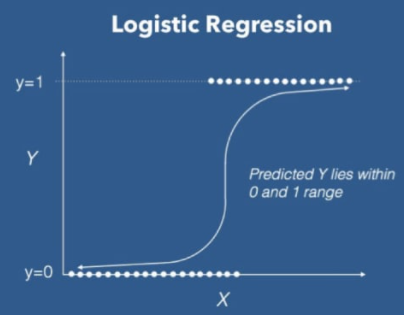 Logistic Regression
y=1
Y
Predicted Y lies within
0 and 1 range
y=0
X